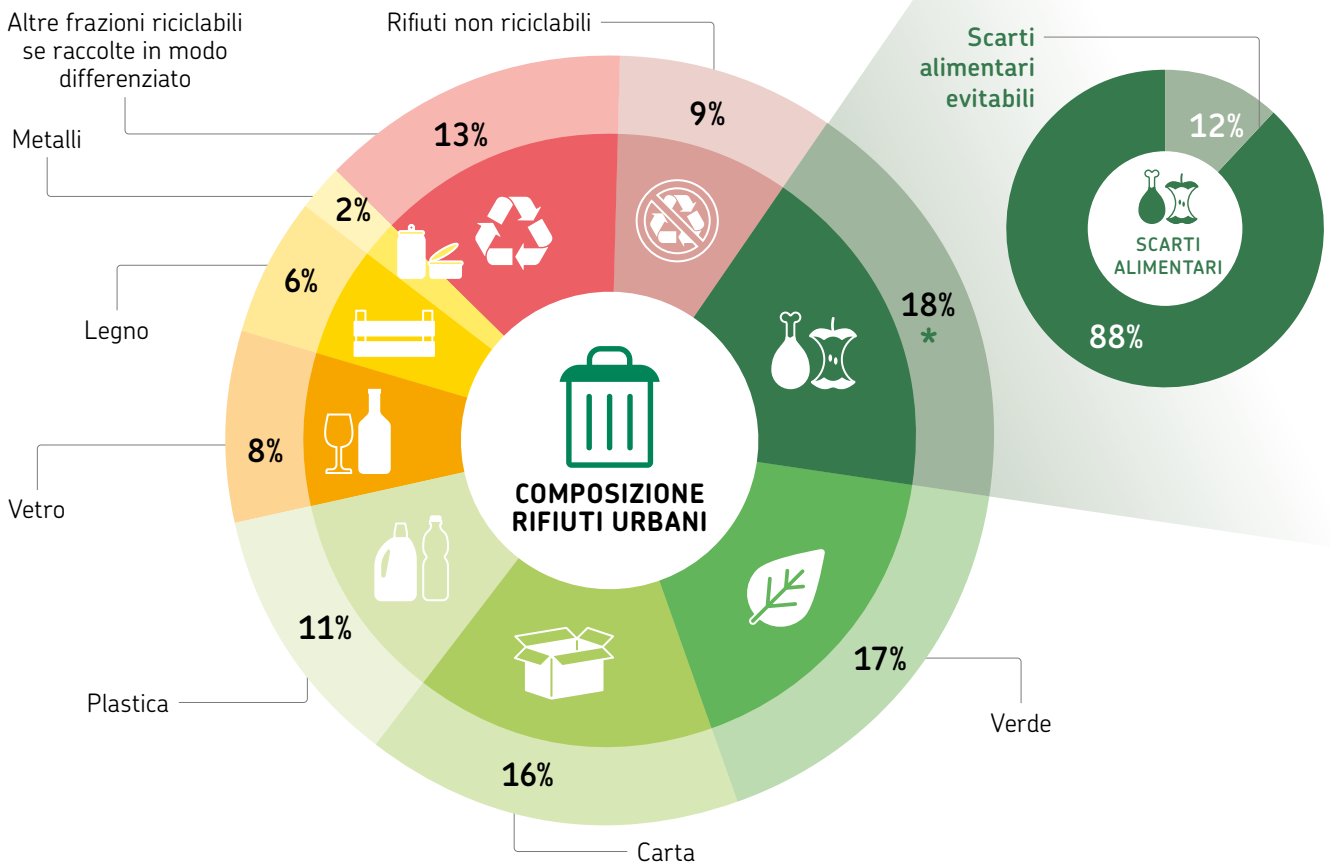 Altre frazioni riciclabili
se raccolte in modo
differenziato
Rifiuti non riciclabili
Scarti
alimentari
evitabili
Metalli
13%
9%
12%
2%
SCARTI
ALIMENTARI
6%
18%
*
Legno
88%
8%
COMPOSIZIONE
RIFIUTI URBANI
Vetro
11%
17%
Plastica
Verde
16%
Carta